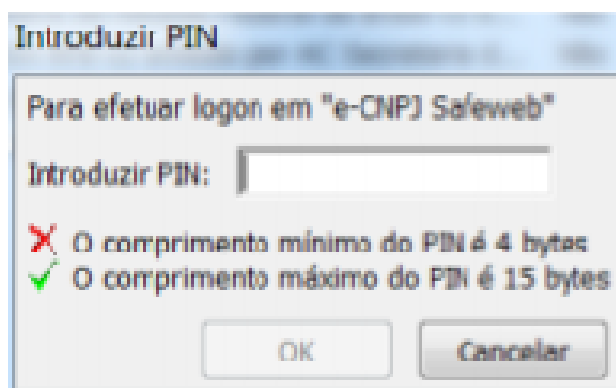 Introduzir PIN
Para efetuar logon em "e-CNPJ Safeweb"
Introduzir PIN:
O comprimento mínimo do PIN é 4 bytes
O comprimento máximo do PIN é 15 bytes
OK
Cancelar